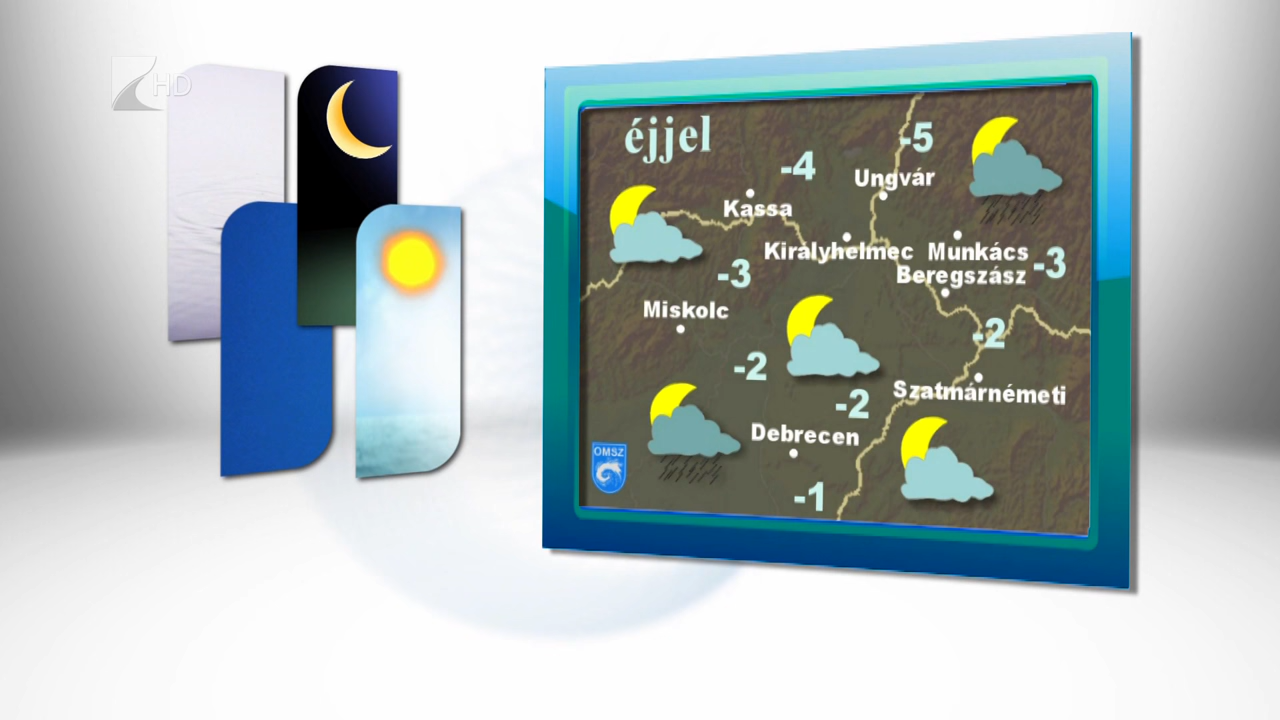 HD
éjjel
-5
-4
Ungvár
Kassa
Királyhelmec
Munkács
-3
Beregszász
-3
Miskolc
-2
-2
Szatmárnémeti
-2
Debrecen
OMSZ
-1